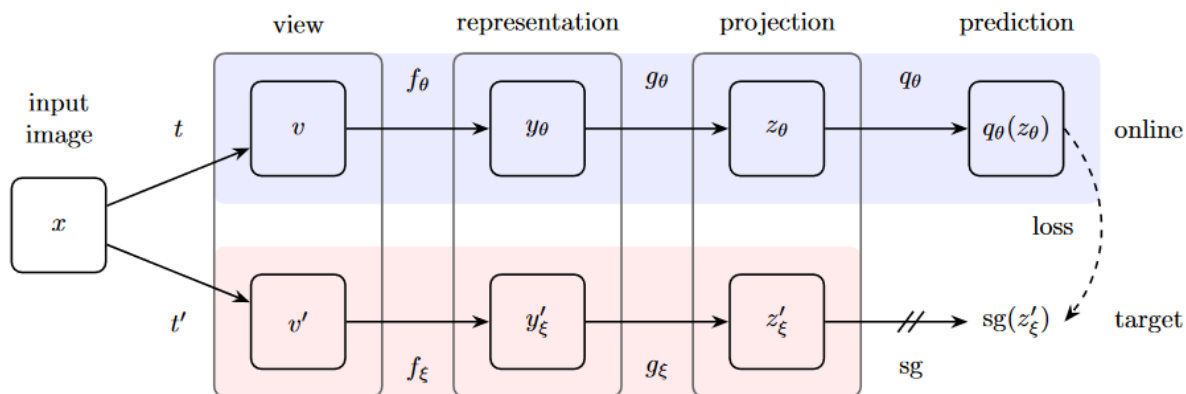 view representation projection prediction
f_θ g_θ q_θ
input
image
t v y_θ z_θ q_θ(z_θ) online
x
loss
t′ v′ y′_ξ z′_ξ sg(z′_ξ) target
f_ξ g_ξ sg